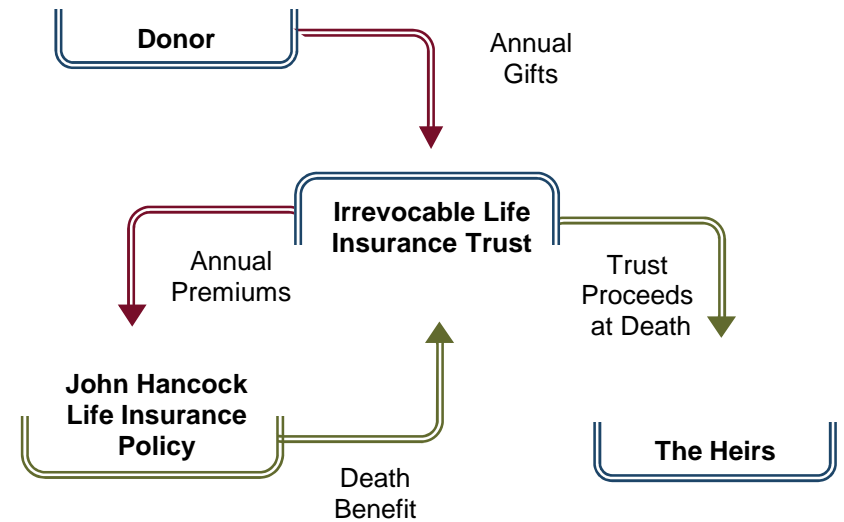 Donor
Annual
Gifts
Irrevocable Life
Insurance Trust
Annual
Premiums
Trust
Proceeds
at Death
John Hancock
Life Insurance
Policy
The Heirs
Death
Benefit